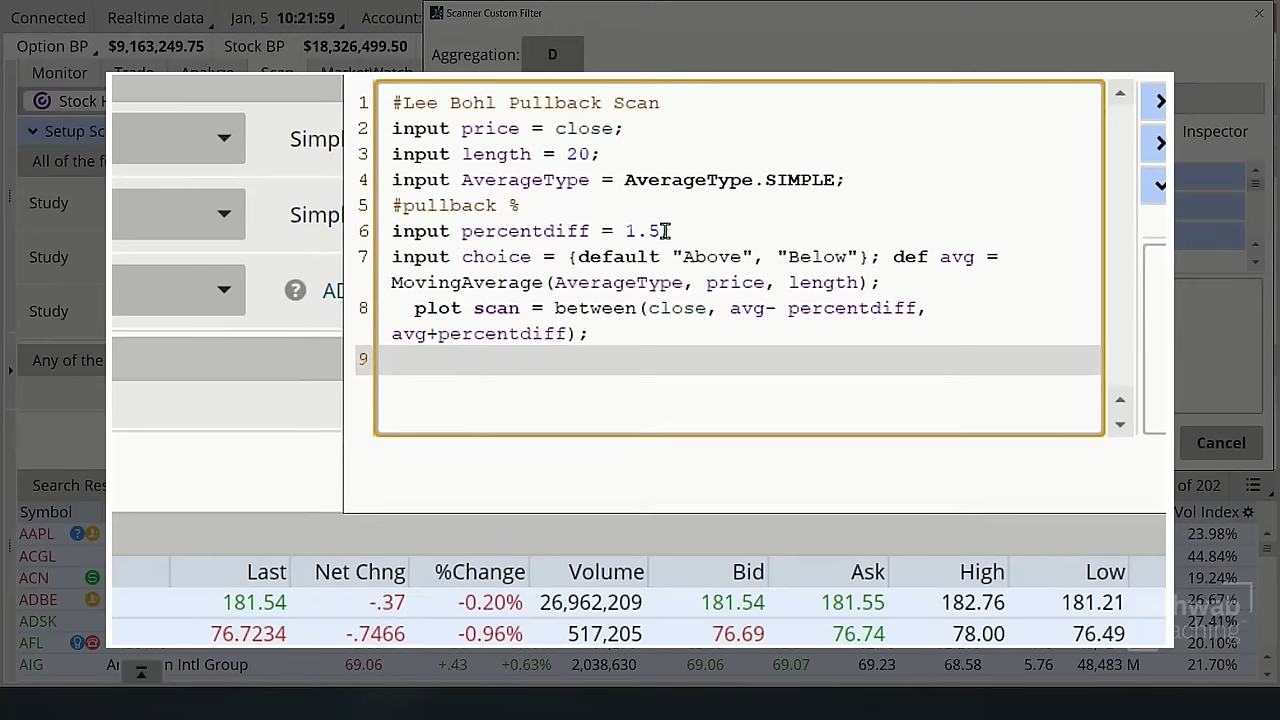 Connected Realtime data Jan, 5 10:21:59 Account:
Scanner Custom Filter
Option BP $9,163,249.75 Stock BP $18,326,499.50
Aggregation: D
Monitor
Stock H
Setup Sc
All of the f
Study
Study
Study
Any of the
Inspector
Simpl
Simpl
AD
1 #Lee Bohl Pullback Scan
2 input price = close;
3 input length = 20;
4 input AverageType = AverageType.SIMPLE;
5 #pullback %
6 input percentdiff = 1.5
7 input choice = {default "Above", "Below"}; def avg =
MovingAverage(AverageType, price, length);
8 plot scan = between(close, avg- percentdiff,
avg+percentdiff);
9
Cancel
Search Res
of 202
Symbol
Vol Index
AAPL 23.98%
ACGL 44.84%
ACN 19.24%
ADBE 26.67%
ADSK 27.41%
AFL 20.10%
Last Net Chng %Change Volume Bid Ask High Low
181.54 -.37 -0.20% 26,962,209 181.54 181.55 182.76 181.21
76.7234 -.7466 -0.96% 517,205 76.69 76.74 78.00 76.49
AIG n Intl Group 69.06 +.43 +0.63% 2,038,630 69.06 69.07 69.23 68.58 5.76 48,483 M 21.70%